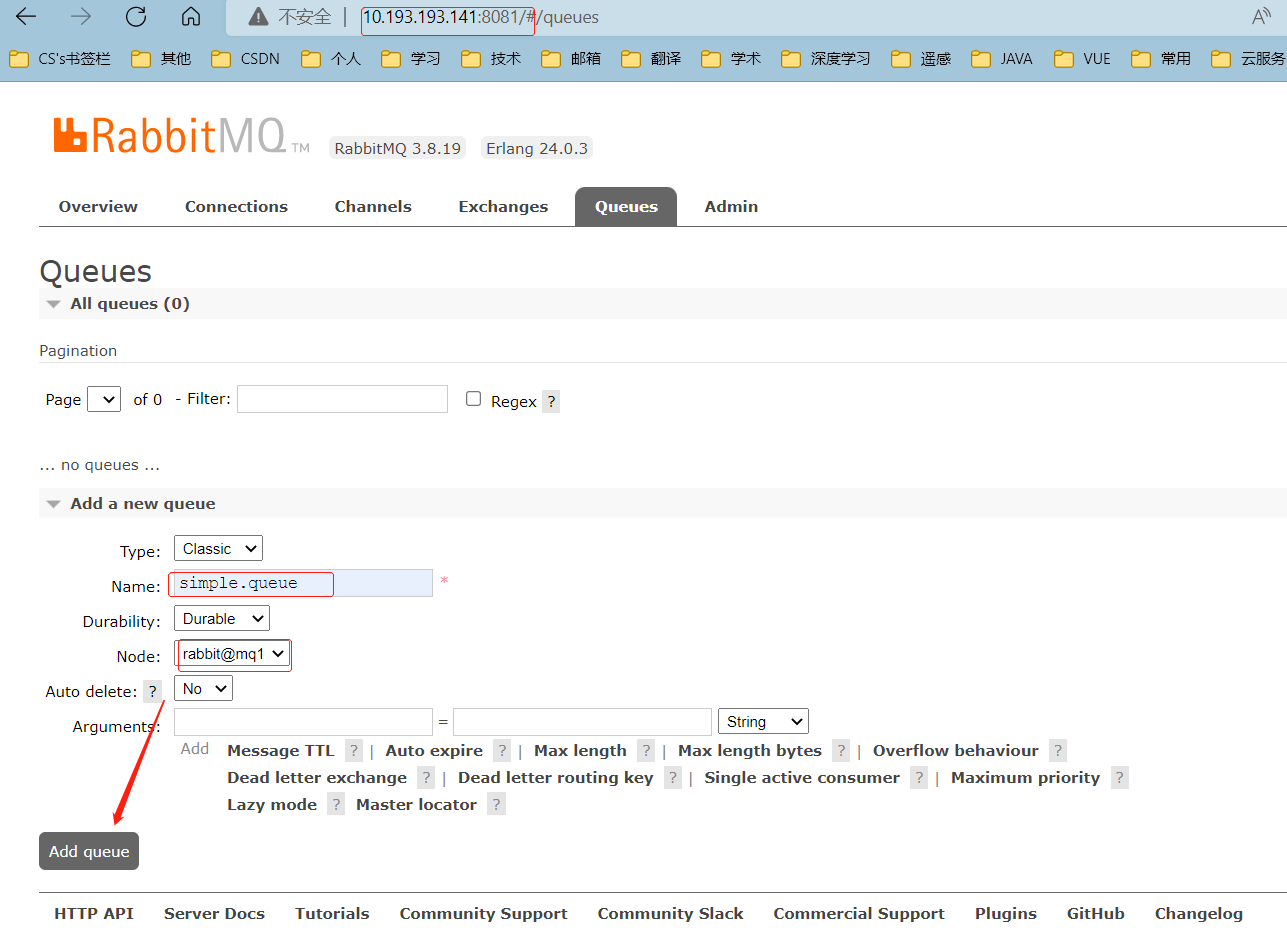 不安全 10.193.193.141:8081/#/queues A
CS's书签栏 其他 CSDN 个人 学习 技术 邮箱 翻译 学术 深度学习 遥感 JAVA VUE 常用 云服务
RabbitMQ TM RabbitMQ 3.8.19 Erlang 24.0.3
Overview Connections Channels Exchanges Queues Admin
Queues
All queues (0)
Pagination
Page of 0 - Filter: Regex ?
... no queues ...
Add a new queue
Type: Classic
Name: simple.queue *
Durability: Durable
Node: rabbit@mq1
Auto delete: ? No
Arguments: = String
Add Message TTL ? | Auto expire ? | Max length ? | Max length bytes ? | Overflow behaviour ?
Dead letter exchange ? | Dead letter routing key ? | Single active consumer ? | Maximum priority ?
Lazy mode ? Master locator ?
Add queue
HTTP API Server Docs Tutorials Community Support Community Slack Commercial Support Plugins GitHub Changelog